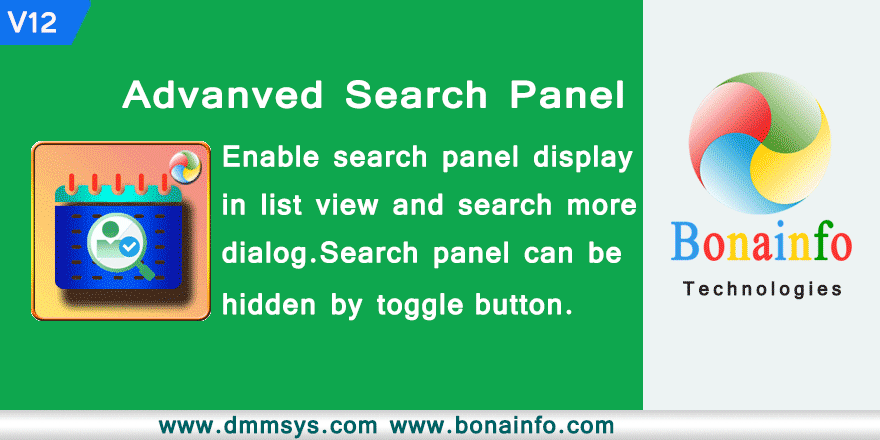 V12
Advanved Search Panel
Enable search panel display
in list view and search more
dialog.Search panel can be
hidden by toggle button.
Bonainfo
Technologies
www.dmmsys.com www.bonainfo.com